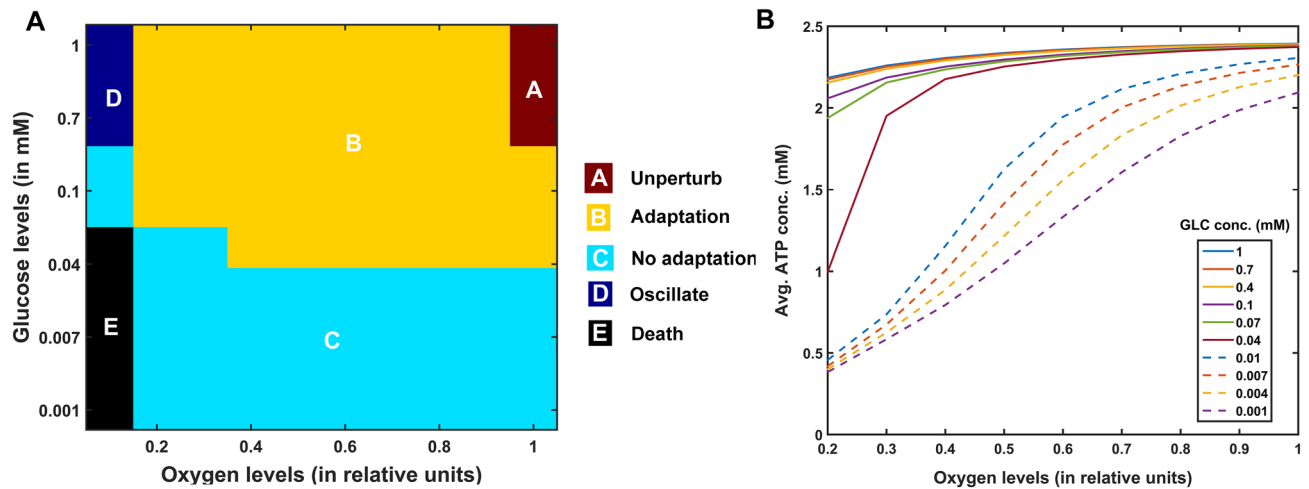 A
Glucose levels (in mM)
1
0.7
0.1
0.04
0.007
0.001
D
B
A
C
E
0.2
0.4
0.6
0.8
1
Oxygen levels (in relative units)
A Unperturb
B Adaptation
C No adaptation
D Oscillate
E Death
B
Avg. ATP conc. (mM)
2.5
2
1.5
1
0.5
0
0.2
0.3
0.4
0.5
0.6
0.7
0.8
0.9
1
Oxygen levels (in relative units)
GLC conc. (mM)
1
0.7
0.4
0.1
0.07
0.04
0.01
0.007
0.004
0.001